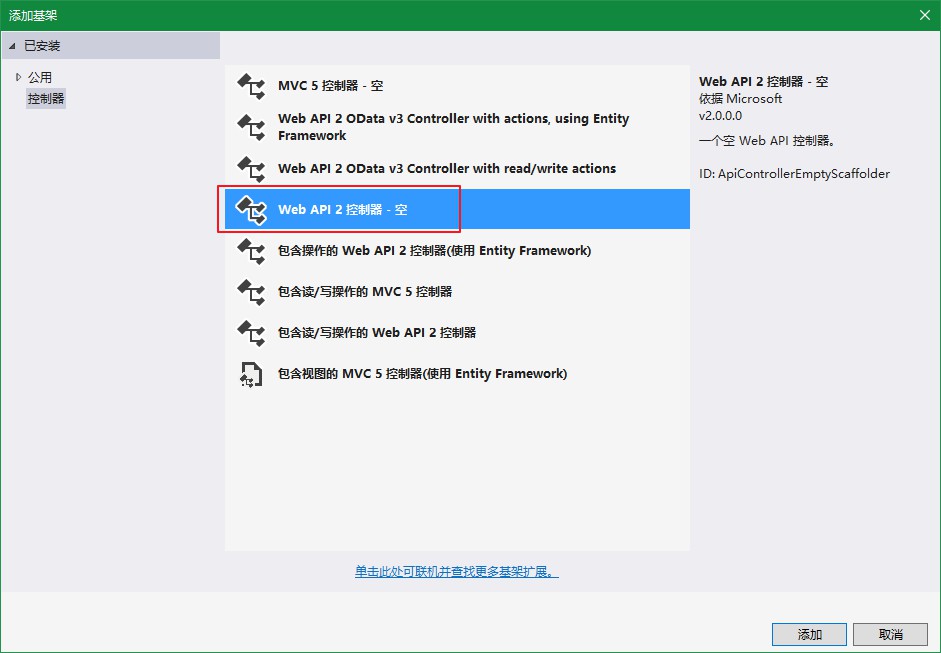 添加基架
已安装
公用
控制器
MVC 5 控制器 - 空
Web API 2 OData v3 Controller with actions, using Entity
Framework
Web API 2 OData v3 Controller with read/write actions
Web API 2 控制器 - 空
包含操作的 Web API 2 控制器(使用 Entity Framework)
包含读/写操作的 MVC 5 控制器
包含读/写操作的 Web API 2 控制器
包含视图的 MVC 5 控制器(使用 Entity Framework)
Web API 2 控制器 - 空
依据 Microsoft
v2.0.0.0
一个空 Web API 控制器。
ID: ApiControllerEmptyScaffolder
单击此处可联机并查找更多基架扩展。
添加
取消